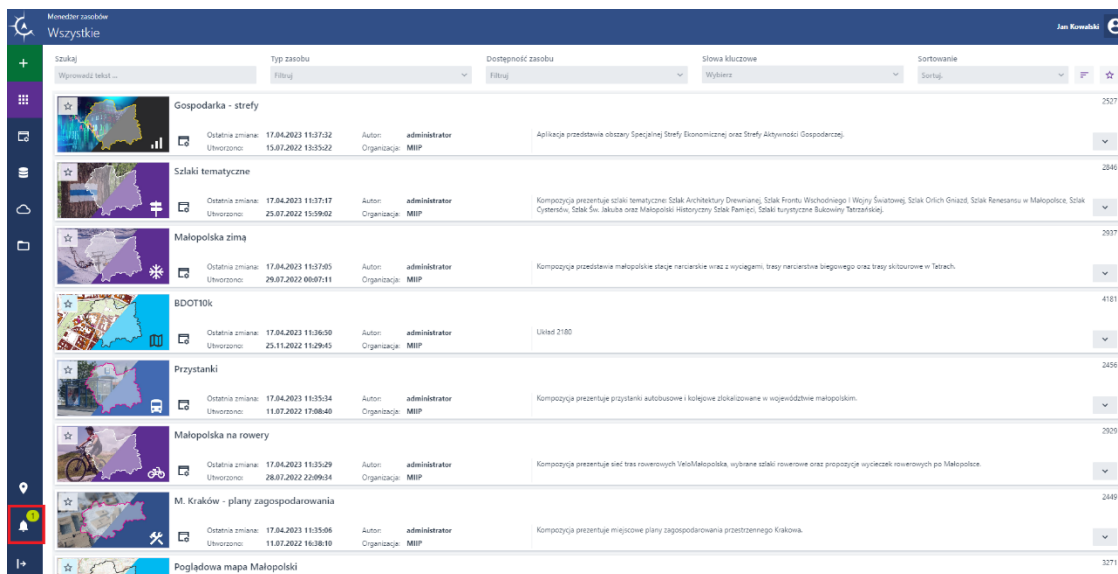 Menedżer zasobów
Wszystkie
Jan Kowalski
Szukaj
Typ zasobu
Dostępność zasobu
Słowa kluczowe
Sortowanie
Wprowadź tekst ...
Filtruj
Filtruj
Wybierz
Sortuj.
Gospodarka - strefy
2527
Ostatnia zmiana: 17.04.2023 11:37:32 Autor: administrator
Aplikacja przedstawia obszary Specjalnej Strefy Ekonomicznej oraz Strefy Aktywności Gospodarczej.
Utworzono: 15.07.2022 13:35:22 Organizacja: MIIP
Szlaki tematyczne
2846
Ostatnia zmiana: 17.04.2023 11:37:17 Autor: administrator
Kompozycja prezentuje szlaki tematyczne: Szlak Architektury Drewnianej, Szlak Frontu Wschodniego I Wojny Światowej, Szlak Orlich Gniazd, Szlak Renesansu w Małopolsce, Szlak
Cystersów, Szlak Św. Jakuba oraz Małopolski Historyczny Szlak Pamięci, Szlaki turystyczne Bukowiny Tatrzańskiej.
Utworzono: 25.07.2022 15:59:02 Organizacja: MIIP
Małopolska zimą
2937
Ostatnia zmiana: 17.04.2023 11:37:05 Autor: administrator
Kompozycja przedstawia małopolskie stacje narciarskie wraz z wyciągami, trasy narciarstwa biegowego oraz trasy skitourowe w Tatrach.
Utworzono: 29.07.2022 00:07:11 Organizacja: MIIP
BDOT10k
4181
Ostatnia zmiana: 17.04.2023 11:36:50 Autor: administrator
Układ 2180
Utworzono: 25.11.2022 11:29:45 Organizacja: MIIP
Przystanki
2456
Ostatnia zmiana: 17.04.2023 11:35:34 Autor: administrator
Kompozycja prezentuje przystanki autobusowe i kolejowe zlokalizowane w województwie małopolskim.
Utworzono: 11.07.2022 17:08:40 Organizacja: MIIP
Małopolska na rowery
2929
Ostatnia zmiana: 17.04.2023 11:35:29 Autor: administrator
Kompozycja prezentuje sieć tras rowerowych VeloMałopolska, wybrane szlaki rowerowe oraz propozycje wycieczek rowerowych po Małopolsce.
Utworzono: 28.07.2022 22:09:34 Organizacja: MIIP
M. Kraków - plany zagospodarowania
2449
1
Ostatnia zmiana: 17.04.2023 11:35:06 Autor: administrator
Kompozycja prezentuje miejscowe plany zagospodarowania przestrzennego Krakowa.
Utworzono: 11.07.2022 16:38:10 Organizacja: MIIP
Poglądowa mapa Małopolski
3271